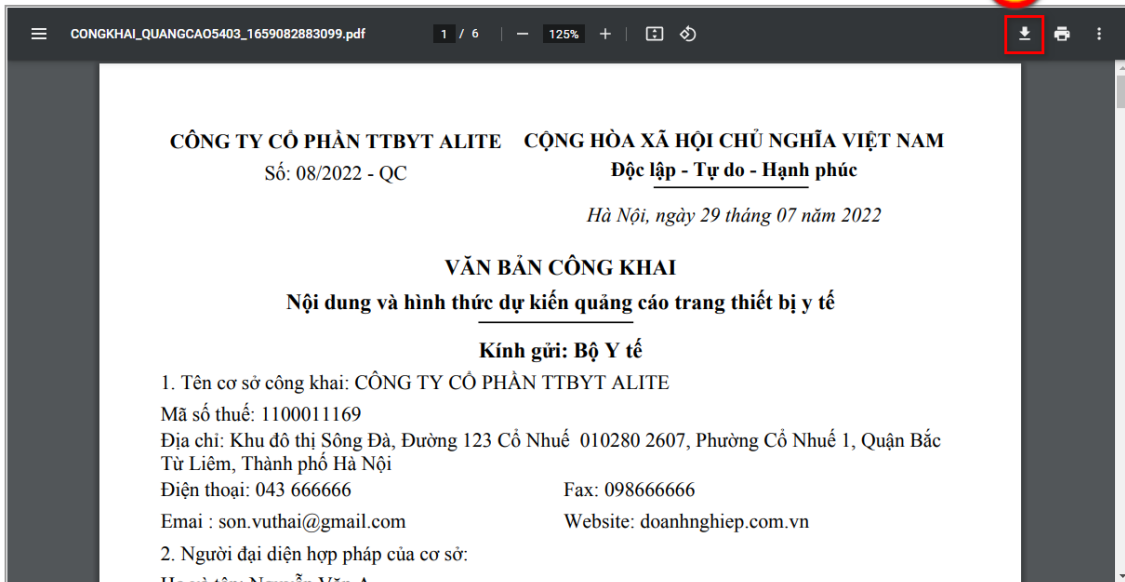 CONGKHAI_QUANGCAO5403_1659082883099.pdf 1 / 6 125%
CÔNG TY CỔ PHẦN TTBYT ALITE CỘNG HÒA XÃ HỘI CHỦ NGHĨA VIỆT NAM
Số: 08/2022 - QC Độc lập - Tự do - Hạnh phúc
Hà Nội, ngày 29 tháng 07 năm 2022
VĂN BẢN CÔNG KHAI
Nội dung và hình thức dự kiến quảng cáo trang thiết bị y tế
Kính gửi: Bộ Y tế
1. Tên cơ sở công khai: CÔNG TY CỔ PHẦN TTBYT ALITE
Mã số thuế: 1100011169
Địa chỉ: Khu đô thị Sông Đà, Đường 123 Cổ Nhuế 010280 2607, Phường Cổ Nhuế 1, Quận Bắc
Từ Liêm, Thành phố Hà Nội
Điện thoại: 043 666666 Fax: 098666666
Emai : son.vuthai@gmail.com Website: doanhnghiep.com.vn
2. Người đại diện hợp pháp của cơ sở:
Họ và tên: Nguyễn Văn A